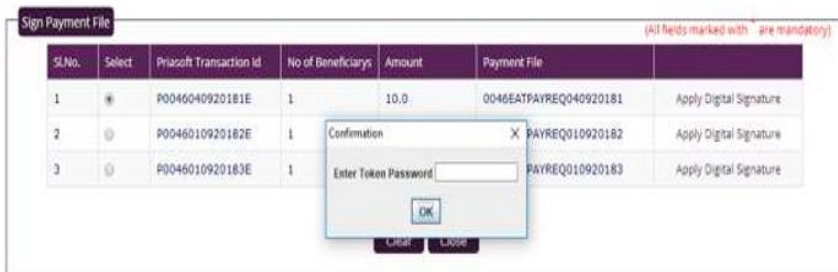 Sign Payment File
(All fields marked with * are mandatory)
Sl.No. Select Priasoft Transaction Id No of Beneficiarys Amount Payment File
1 P0046040920181E 1 10.0 0046EATPAYREQ040920181 Apply Digital Signature
2 P0046010920182E 1 PAYREQ010920182 Apply Digital Signature
3 P0046010920183E 1 PAYREQ010920183 Apply Digital Signature
Confirmation X
Enter Token Password
OK
Clear Close